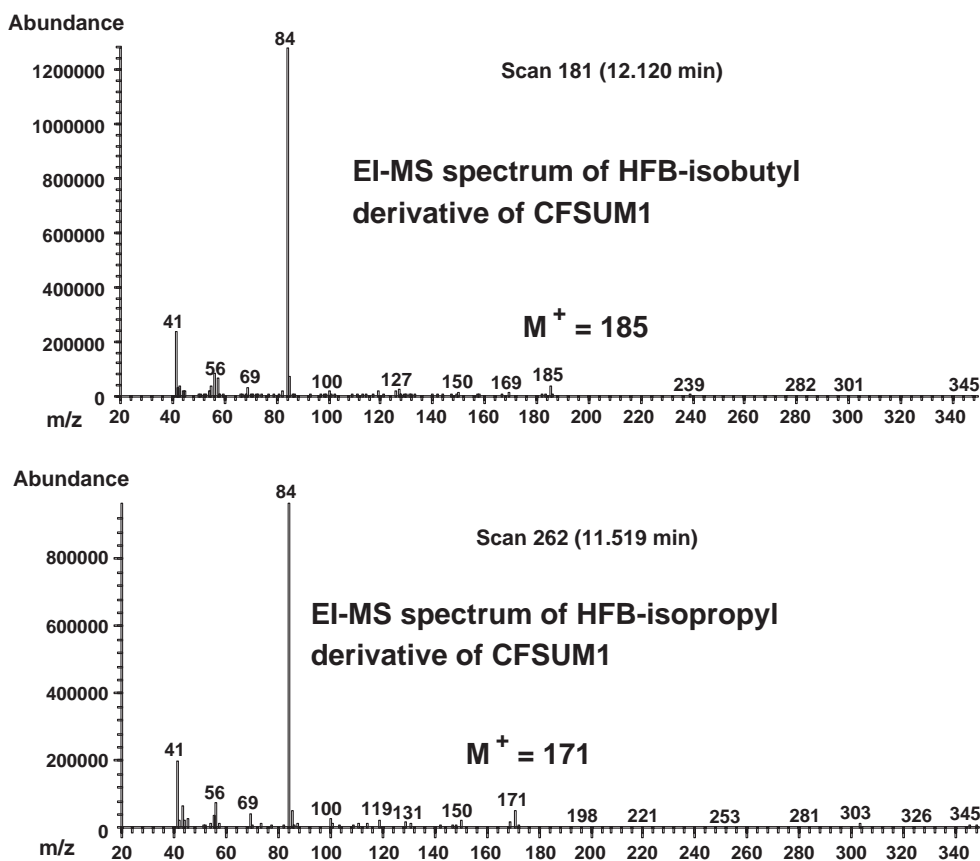 Abundance
84
1200000
Scan 181 (12.120 min)
1000000
EI-MS spectrum of HFB-isobutyl
derivative of CFSUM1
800000
600000
400000
M + = 185
200000
41
56
69
100
127
150
169
185
239
282
301
345
0
20 40 60 80 100 120 140 160 180 200 220 240 260 280 300 320 340
m/z
Abundance
84
Scan 262 (11.519 min)
800000
EI-MS spectrum of HFB-isopropyl
derivative of CFSUM1
600000
400000
M + = 171
200000
41
56
69
100
119
131
150
171
198
221
253
281
303
326
345
0
20 40 60 80 100 120 140 160 180 200 220 240 260 280 300 320 340
m/z